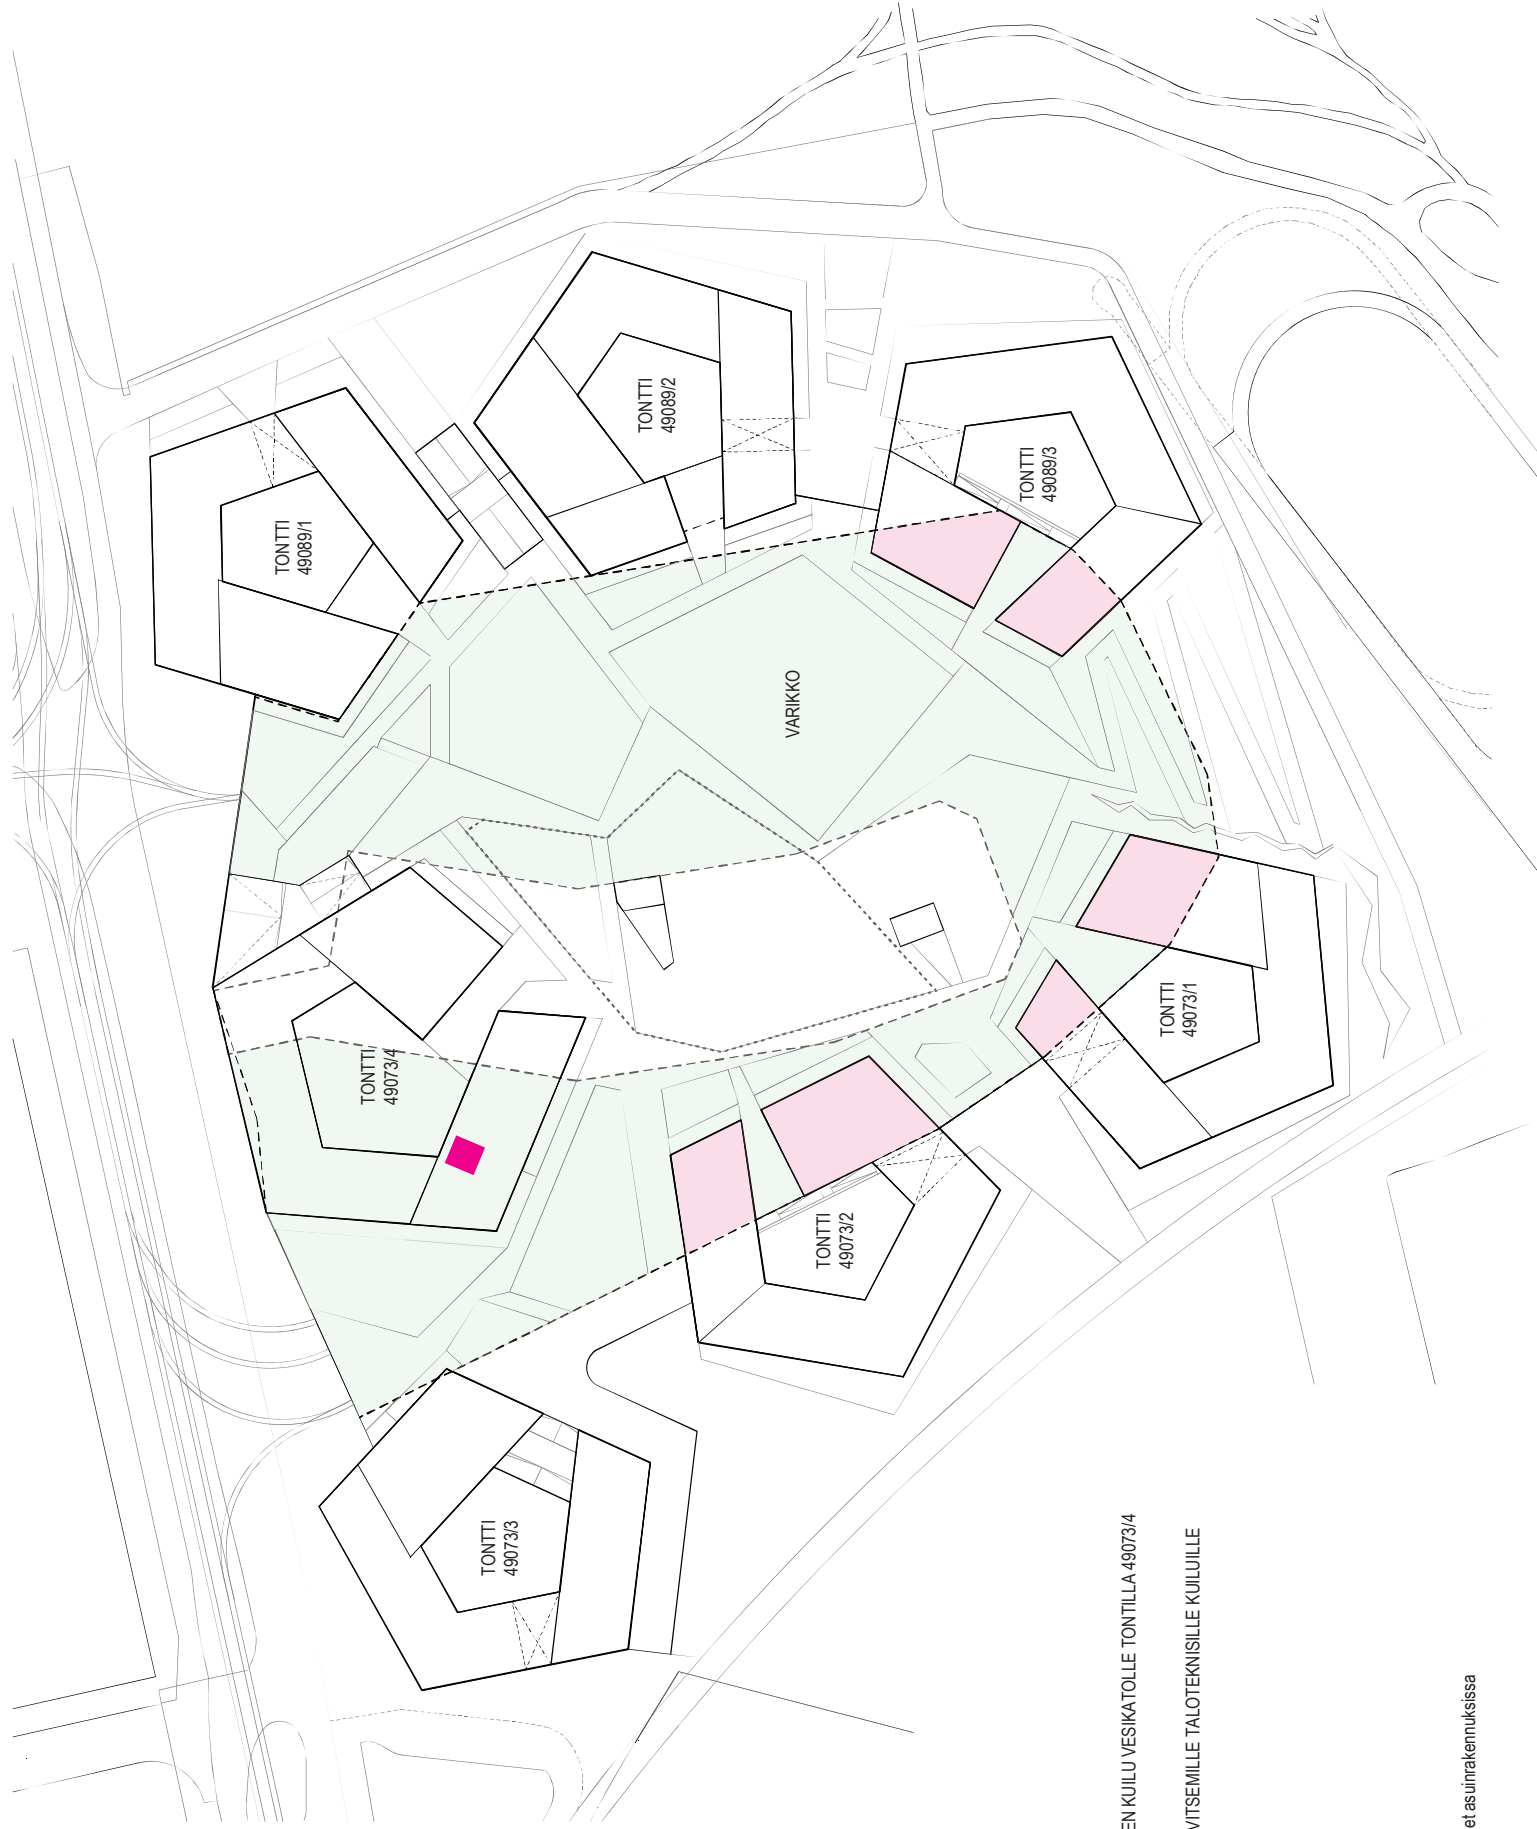 TONTTI
49089/1
TONTTI
49089/2
TONTTI
49089/3
VARIKKO
TONTTI
49073/4
TONTTI
49073/1
TONTTI
49073/2
TONTTI
49073/3
EN KUILU VESIKATOLLE TONTILLA 49073/4
VITSEMILLE TALOTEKNISILLE KUILUILLE
et asuinrakennuksissa